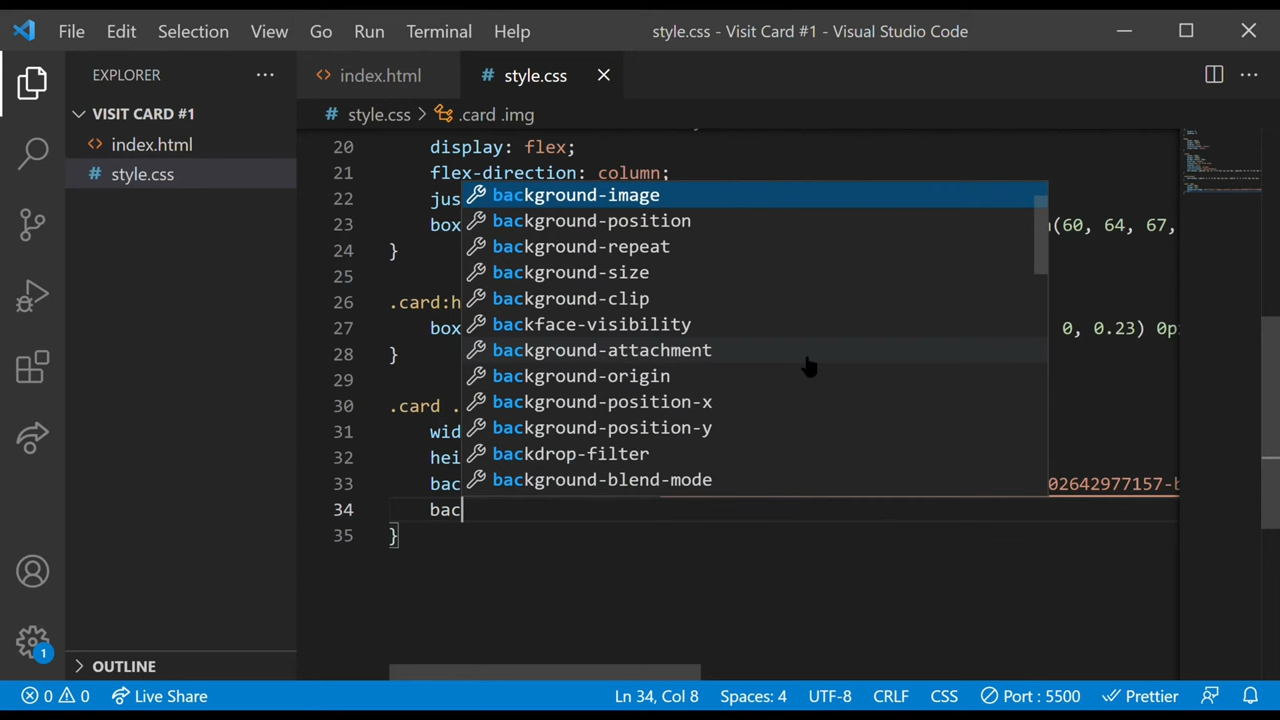 File Edit Selection View Go Run Terminal Help style.css - Visit Card #1 - Visual Studio Code
EXPLORER
VISIT CARD #1
<> index.html
# style.css
OUTLINE
<> index.html # style.css
# style.css > .card .img
20 display: flex;
21 flex-direction: column;
22 jus
23 box (60, 64, 67,
24 }
25
26 .card:h
27 box 0, 0.23) 0p
28 }
29
30 .card .
31 wid
32 hei
33 bac 02642977157-b
34 bac
35 }
background-image
background-position
background-repeat
background-size
background-clip
backface-visibility
background-attachment
background-origin
background-position-x
background-position-y
backdrop-filter
background-blend-mode
1
0 0 Live Share Ln 34, Col 8 Spaces: 4 UTF-8 CRLF CSS Port : 5500 Prettier